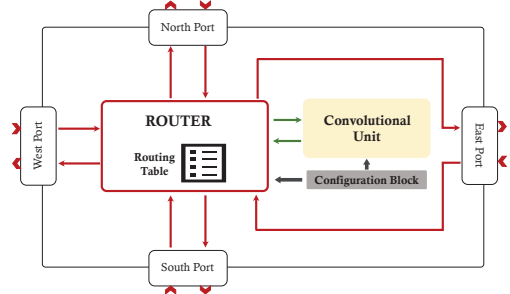 North Port
ROUTER
Routing
Table
Convolutional
Unit
Configuration Block
West Port
East Port
South Port